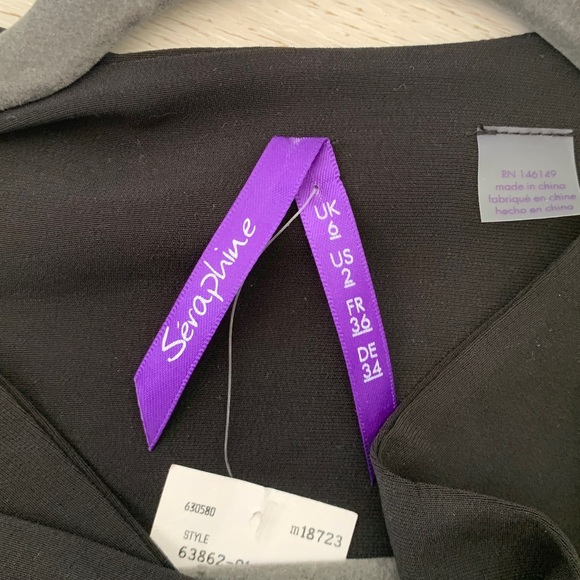 Séraphine
UK
6
US
2
FR
36
DE
34
RN 146149
made in china
fabriqué en chine
hecho en china
630580
m18723
STYLE